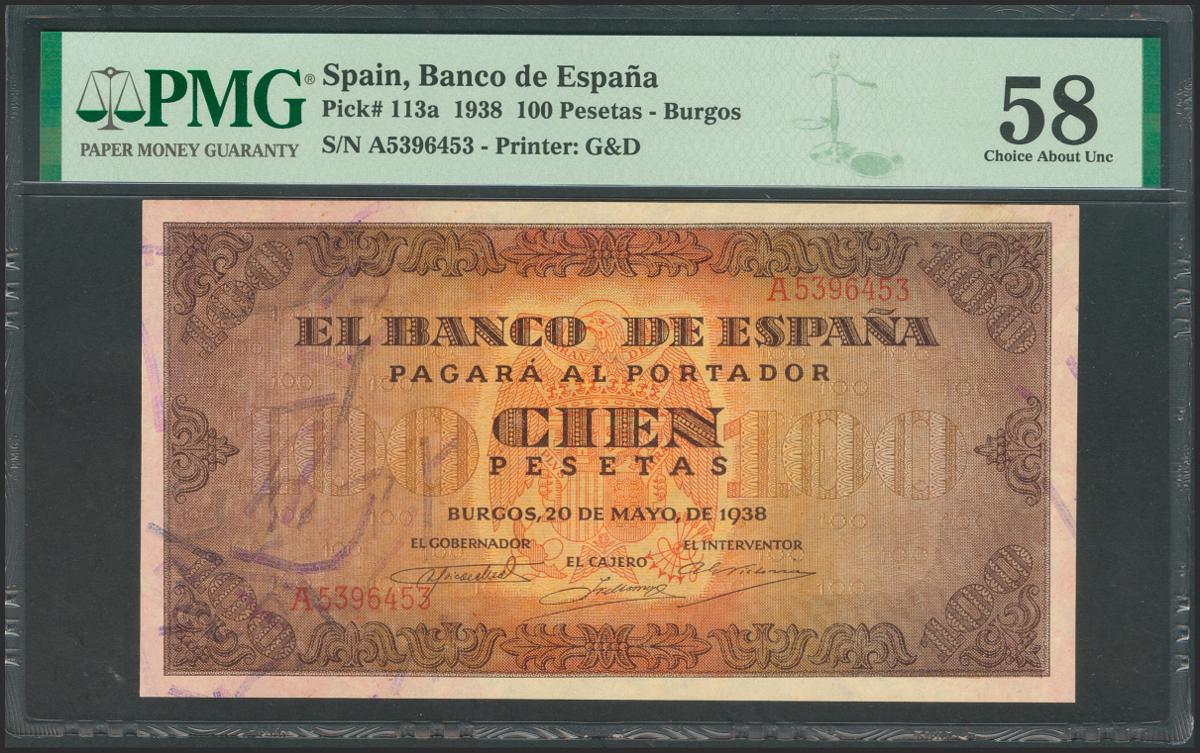 PMG®
PAPER MONEY GUARANTY
Spain, Banco de España
Pick# 113a 1938 100 Pesetas - Burgos
S/N A5396453 - Printer: G&D
58
Choice About Unc
A5396453
EL BANCO DE ESPAÑA
PAGARÁ AL PORTADOR
100 CIEN 100
PESETAS
BURGOS, 20 DE MAYO, DE 1938
EL GOBERNADOR
EL CAJERO
EL INTERVENTOR
A5396453